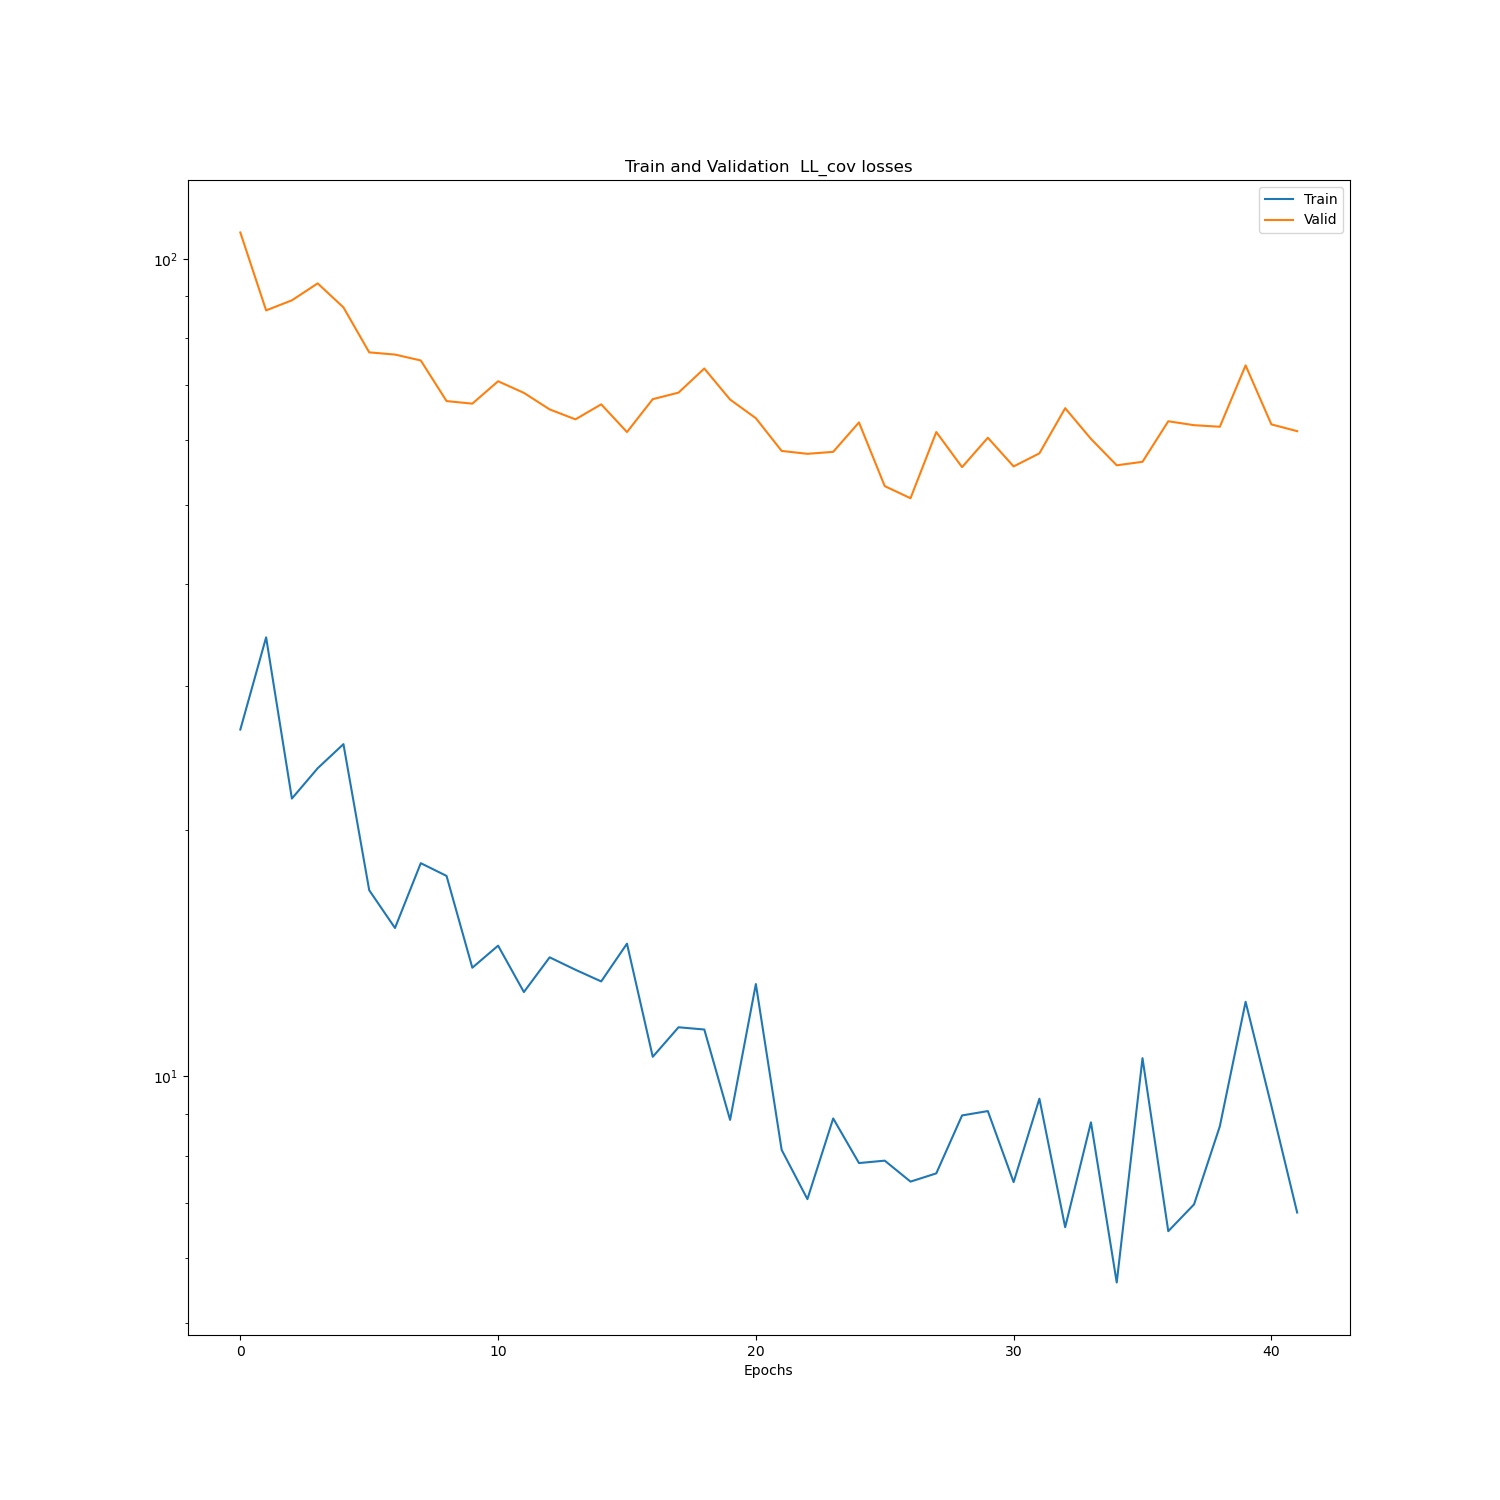 Train and Validation  LL_cov losses
Train
Valid
10²
10¹
0 10 20 30 40
Epochs